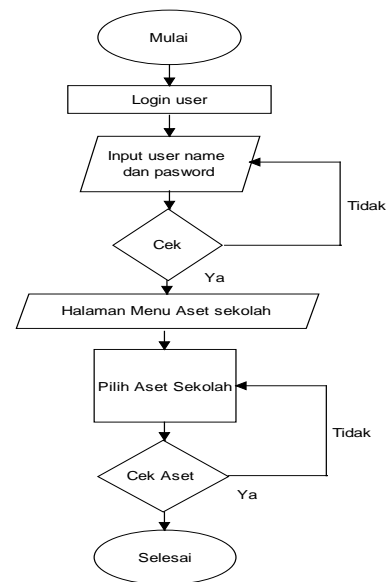 Mulai
Login user
Input user name
dan pasword
Tidak
Cek
Ya
Halaman Menu Aset sekolah
Pilih Aset Sekolah
Tidak
Cek Aset
Ya
Selesai